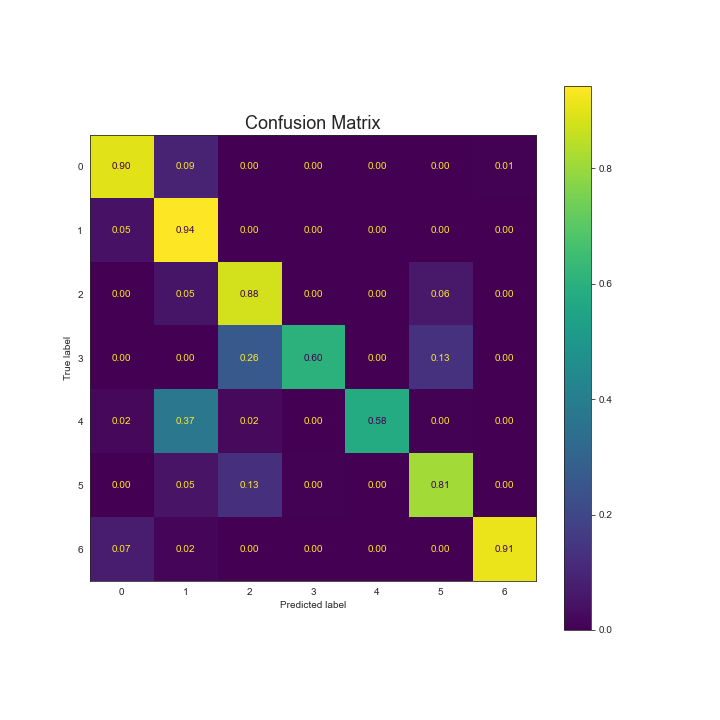 Confusion Matrix
0 0.90 0.09 0.00 0.00 0.00 0.00 0.01
1 0.05 0.94 0.00 0.00 0.00 0.00 0.00
2 0.00 0.05 0.88 0.00 0.00 0.06 0.00
3 0.00 0.00 0.26 0.60 0.00 0.13 0.00
4 0.02 0.37 0.02 0.00 0.58 0.00 0.00
5 0.00 0.05 0.13 0.00 0.00 0.81 0.00
6 0.07 0.02 0.00 0.00 0.00 0.00 0.91
0 1 2 3 4 5 6
Predicted label
True label
0.8
0.6
0.4
0.2
0.0